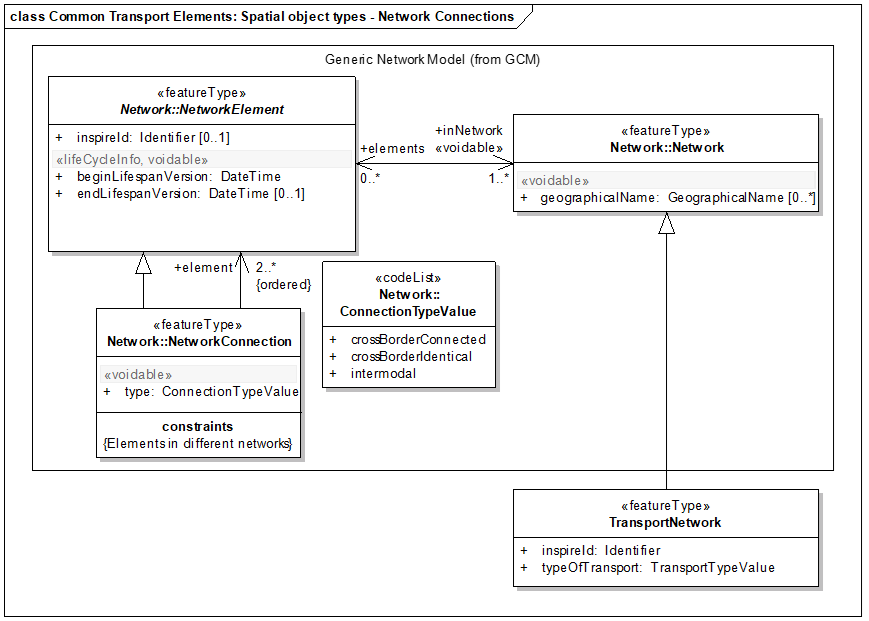 class Common Transport Elements: Spatial object types - Network Connections
Generic Network Model (from GCM)
«featureType»
Network::NetworkElement
+ inspireId: Identifier [0..1]
«lifeCycleInfo, voidable»
+ beginLifespanVersion: DateTime
+ endLifespanVersion: DateTime [0..1]
+elements
0..*
+inNetwork
«voidable»
1..*
«featureType»
Network::Network
«voidable»
+ geographicalName: GeographicalName [0..*]
+element
2..*
{ordered}
«codeList»
Network::
ConnectionTypeValue
+ crossBorderConnected
+ crossBorderIdentical
+ intermodal
«featureType»
Network::NetworkConnection
«voidable»
+ type: ConnectionTypeValue
constraints
{Elements in different networks}
«featureType»
TransportNetwork
+ inspireId: Identifier
+ typeOfTransport: TransportTypeValue